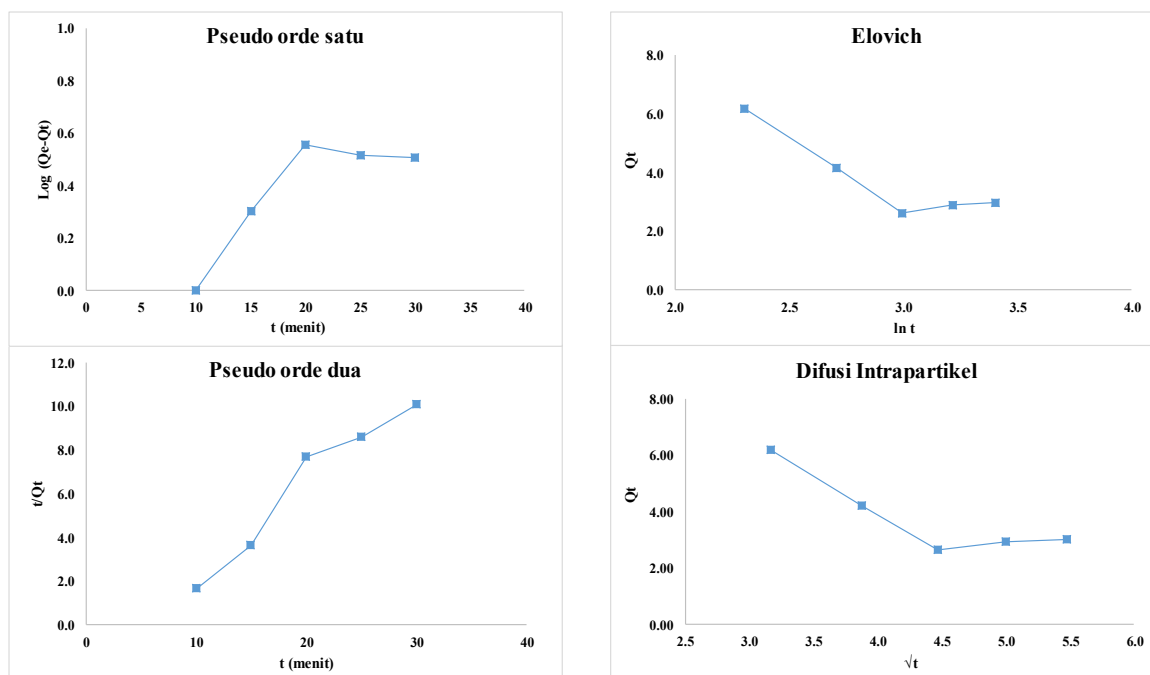 Pseudo orde satu
1.0
0.8
0.6
0.4
0.2
0.0
Log (Qe-Qt)
0 5 10 15 20 25 30 35 40
t (menit)
Elovich
8.0
6.0
4.0
2.0
0.0
Qt
2.0 2.5 3.0 3.5 4.0
ln t
Pseudo orde dua
12.0
10.0
8.0
6.0
4.0
2.0
0.0
t/Qt
0 10 20 30 40
t (menit)
Difusi Intrapartikel
8.00
6.00
4.00
2.00
0.00
Qt
2.5 3.0 3.5 4.0 4.5 5.0 5.5 6.0
√t